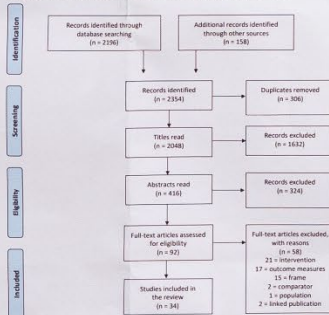 Identification
Records identified through
database searching
(n = 2196)
Additional records identified
through other sources
(n = 158)
Records identified
(n = 2354)
Duplicates removed
(n = 306)
Screening
Titles read
(n = 2048)
Records excluded
(n = 1632)
Abstracts read
(n = 416)
Records excluded
(n = 324)
Eligibility
Full-text articles assessed
for eligibility
(n = 92)
Full-text articles excluded,
with reasons
(n = 58)
21 = intervention
17 = outcome measures
15 = frame
2 = comparator
1 = population
2 = linked publication
Included
Studies included in
the review
(n = 34)